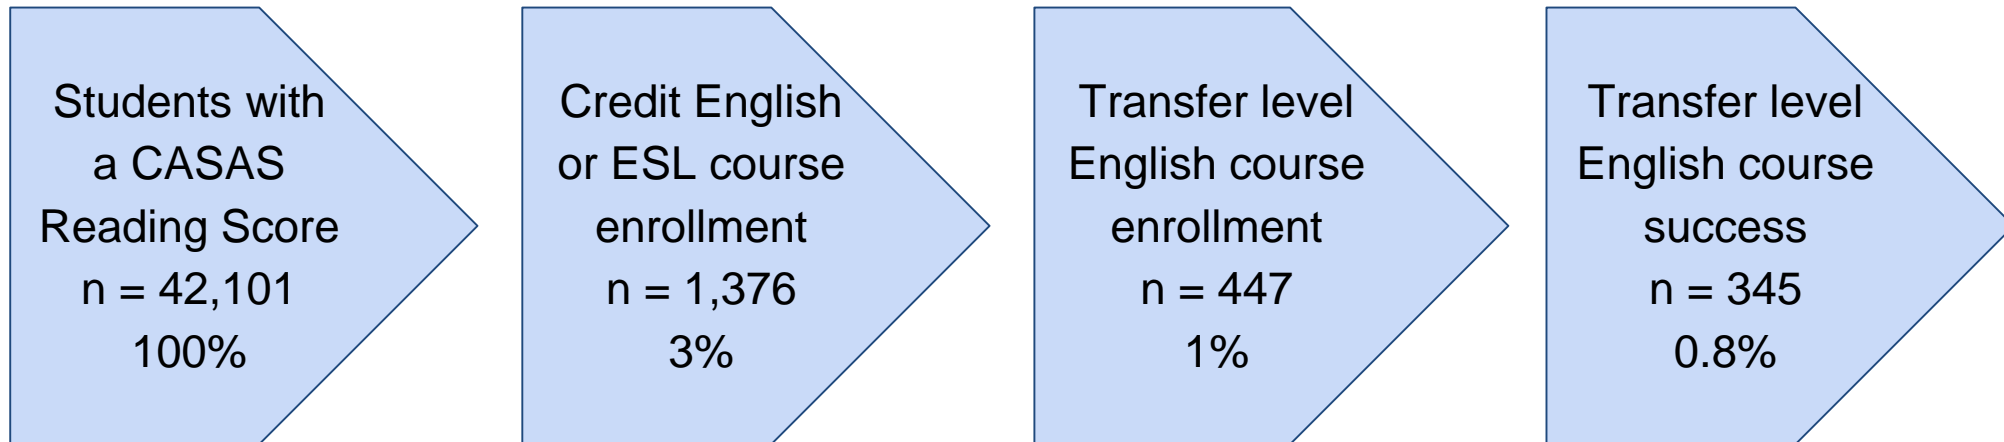 Students with
a CASAS
Reading Score
n = 42,101
100%
Credit English
or ESL course
enrollment
n = 1,376
3%
Transfer level
English course
enrollment
n = 447
1%
Transfer level
English course
success
n = 345
0.8%